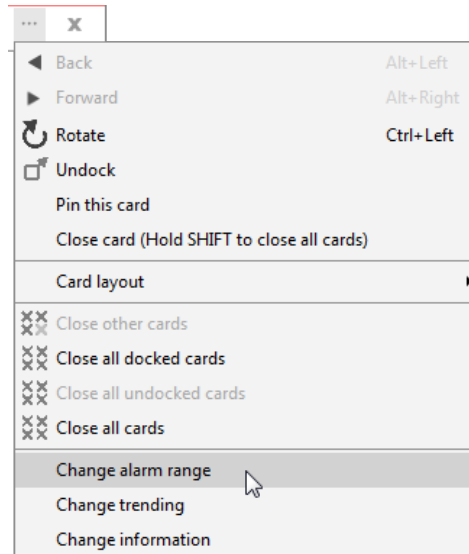 ... X
Back Alt+Left
Forward Alt+Right
Rotate Ctrl+Left
Undock
Pin this card
Close card (Hold SHIFT to close all cards)
Card layout
Close other cards
Close all docked cards
Close all undocked cards
Close all cards
Change alarm range
Change trending
Change information